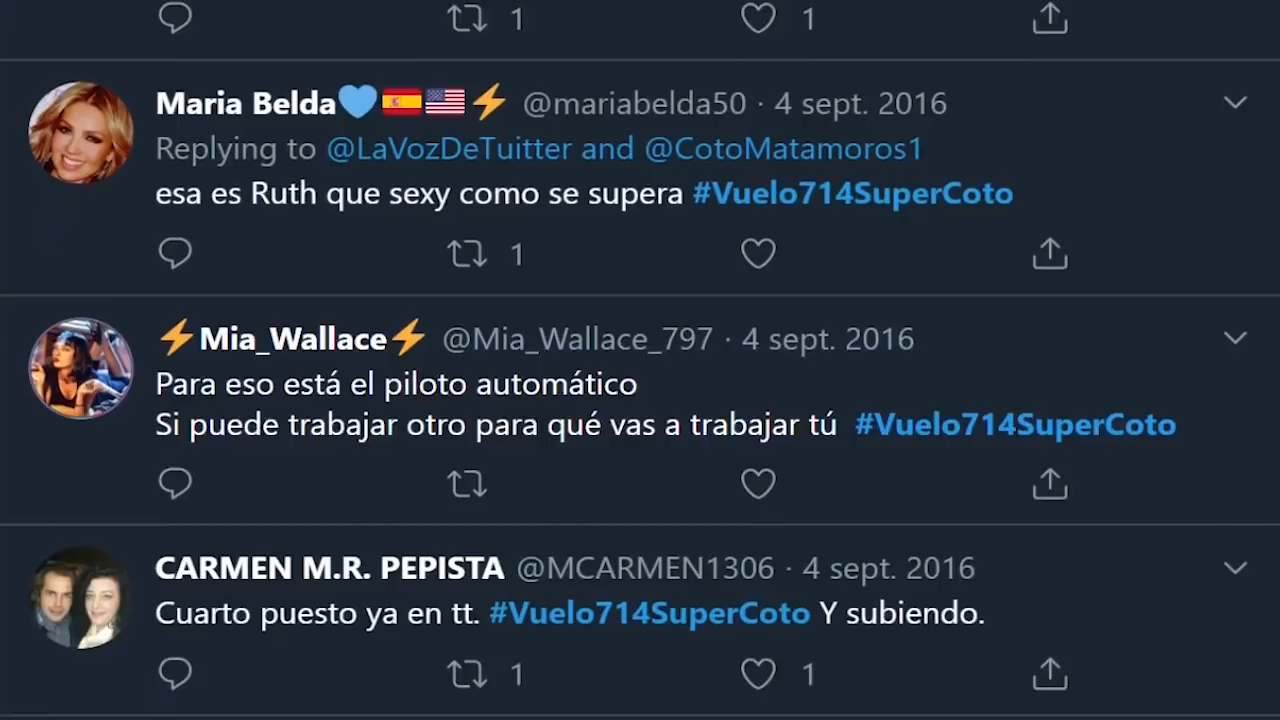 1 1
Maria Belda💙🇪🇸🇺🇸⚡ @mariabelda50 · 4 sept. 2016
Replying to @LaVozDeTuitter and @CotoMatamoros1
esa es Ruth que sexy como se supera #Vuelo714SuperCoto
1
⚡Mia_Wallace⚡ @Mia_Wallace_797 · 4 sept. 2016
Para eso está el piloto automático
Si puede trabajar otro para qué vas a trabajar tú #Vuelo714SuperCoto
CARMEN M.R. PEPISTA @MCARMEN1306 · 4 sept. 2016
Cuarto puesto ya en tt. #Vuelo714SuperCoto Y subiendo.
1 1